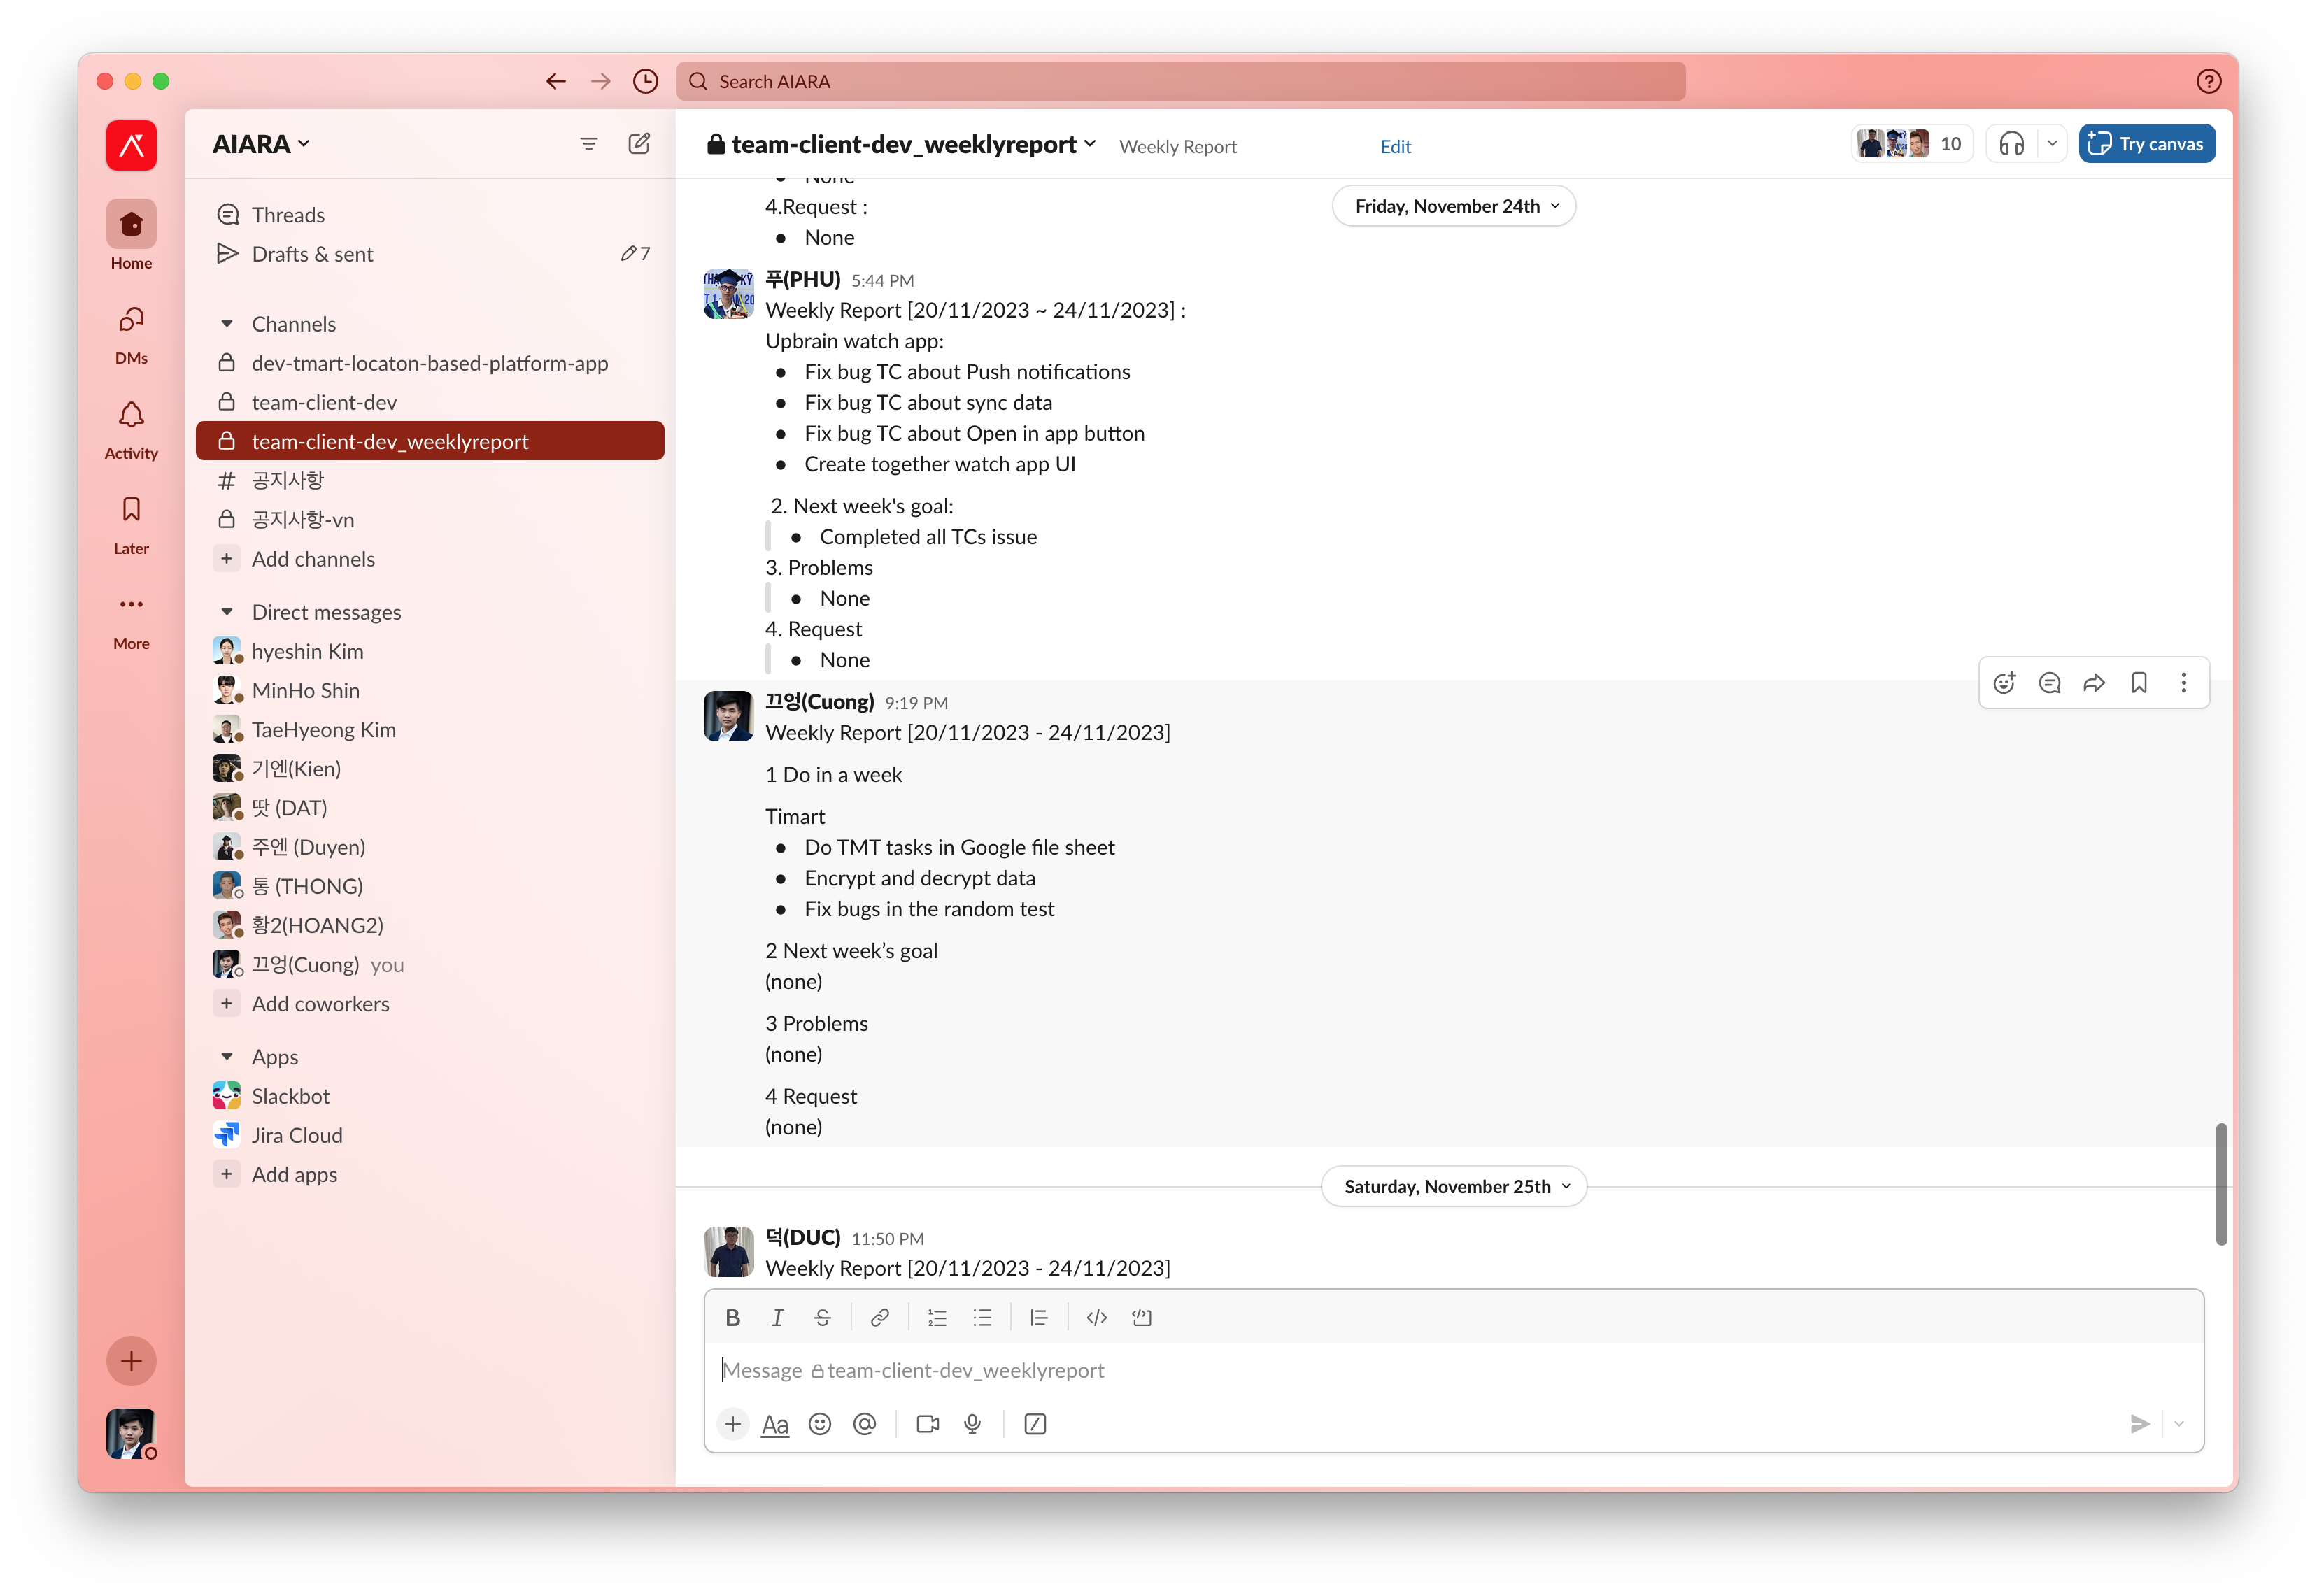 Search AIARA
AIARA
Home
DMs
Activity
Later
More
Threads
Drafts & sent
7
Channels
dev-tmart-locaton-based-platform-app
team-client-dev
team-client-dev_weeklyreport
공지사항
공지사항-vn
Add channels
Direct messages
hyeshin Kim
MinHo Shin
TaeHyeong Kim
기엔(Kien)
땃 (DAT)
주엔 (Duyen)
통 (THONG)
황2(HOANG2)
끄엉(Cuong) you
Add coworkers
Apps
Slackbot
Jira Cloud
Add apps
team-client-dev_weeklyreport Weekly Report Edit
10
Try canvas
None
4.Request :
Friday, November 24th
● None
푸(PHU) 5:44 PM
Weekly Report [20/11/2023 ~ 24/11/2023] :
Upbrain watch app:
● Fix bug TC about Push notifications
● Fix bug TC about sync data
● Fix bug TC about Open in app button
● Create together watch app UI
2. Next week's goal:
● Completed all TCs issue
3. Problems
● None
4. Request
● None
끄엉(Cuong) 9:19 PM
Weekly Report [20/11/2023 - 24/11/2023]
1 Do in a week
Timart
● Do TMT tasks in Google file sheet
● Encrypt and decrypt data
● Fix bugs in the random test
2 Next week’s goal
(none)
3 Problems
(none)
4 Request
(none)
Saturday, November 25th
덕(DUC) 11:50 PM
Weekly Report [20/11/2023 - 24/11/2023]
Message team-client-dev_weeklyreport
Aa